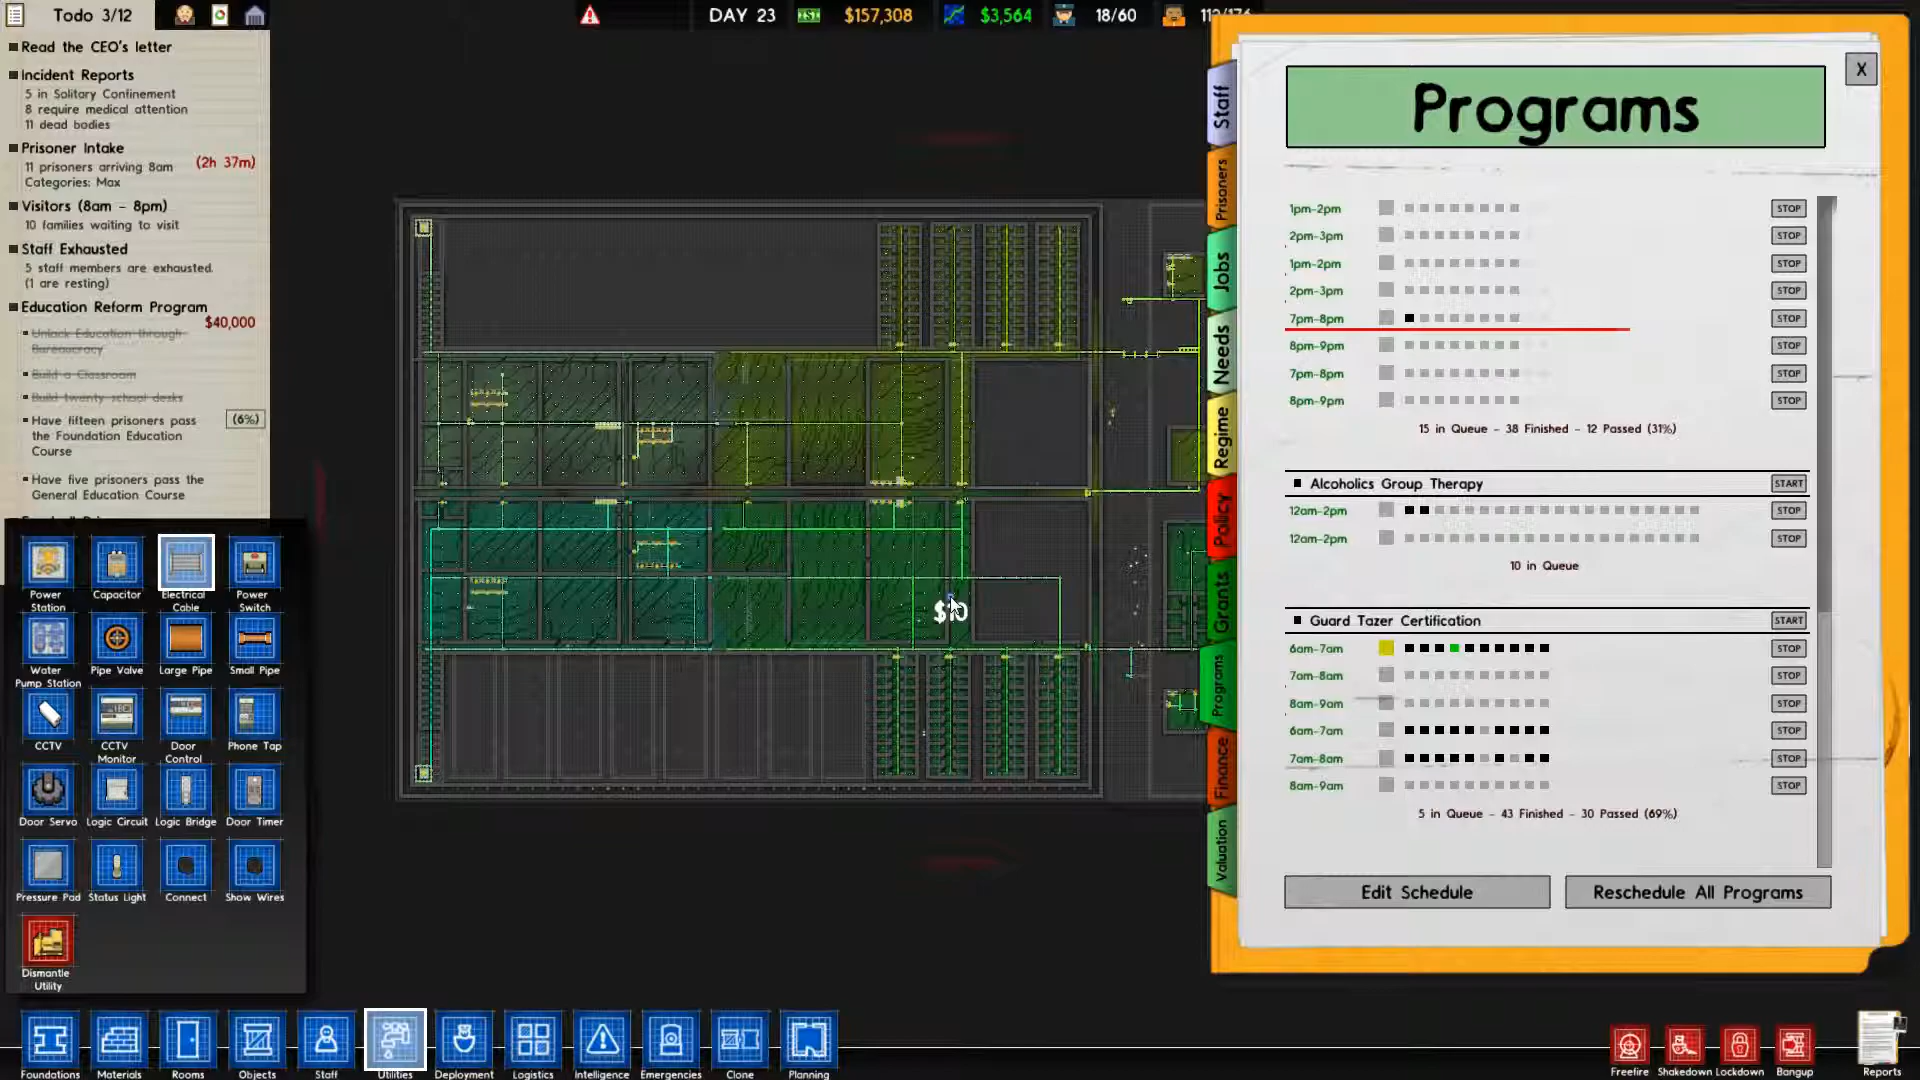 Todo 3/12
DAY 23
$157,308
$3,564
18/60
Read the CEO's letter
Incident Reports
5 in Solitary Confinement
8 require medical attention
11 dead bodies
Prisoner Intake
(2h 37m)
11 prisoners arriving 8am
Categories: Max
Visitors (8am - 8pm)
10 families waiting to visit
Staff Exhausted
5 staff members are exhausted.
(1 are resting)
Education Reform Program
$40,000
Unlock Education through
Bureaucracy
Build a Classroom
Build twenty school desks
Have fifteen prisoners pass
(6%)
the Foundation Education
Course
Have five prisoners pass the
General Education Course
Power
Station
Capacitor
Electrical
Cable
Power
Switch
Water
Pump Station
Pipe Valve
Large Pipe
Small Pipe
CCTV
CCTV
Monitor
Door
Control
Phone Tap
Door Servo
Logic Circuit
Logic Bridge
Door Timer
Pressure Pad
Status Light
Connect
Show Wires
Dismantle
Utility
$10
Staff
Prisoners
Jobs
Needs
Regime
Policy
Grants
Programs
Finance
Valuation
X
Programs
1pm-2pm STOP
2pm-3pm STOP
1pm-2pm STOP
2pm-3pm STOP
7pm-8pm STOP
8pm-9pm STOP
7pm-8pm STOP
8pm-9pm STOP
15 in Queue - 38 Finished - 12 Passed (31%)
Alcoholics Group Therapy START
12am-2pm STOP
12am-2pm STOP
10 in Queue
Guard Tazer Certification START
6am-7am STOP
7am-8am STOP
8am-9am STOP
6am-7am STOP
7am-8am STOP
8am-9am STOP
5 in Queue - 43 Finished - 30 Passed (69%)
Edit Schedule
Reschedule All Programs
Foundations
Materials
Rooms
Objects
Staff
Utilities
Deployment
Logistics
Intelligence
Emergencies
Clone
Planning
Freefire
Shakedown
Lockdown
Bangup
Reports